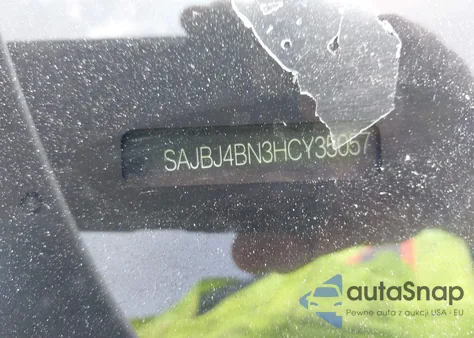 SAJBJ4BN3HCY35057
autaSnap
Pewne auta z aukcji USA - EU